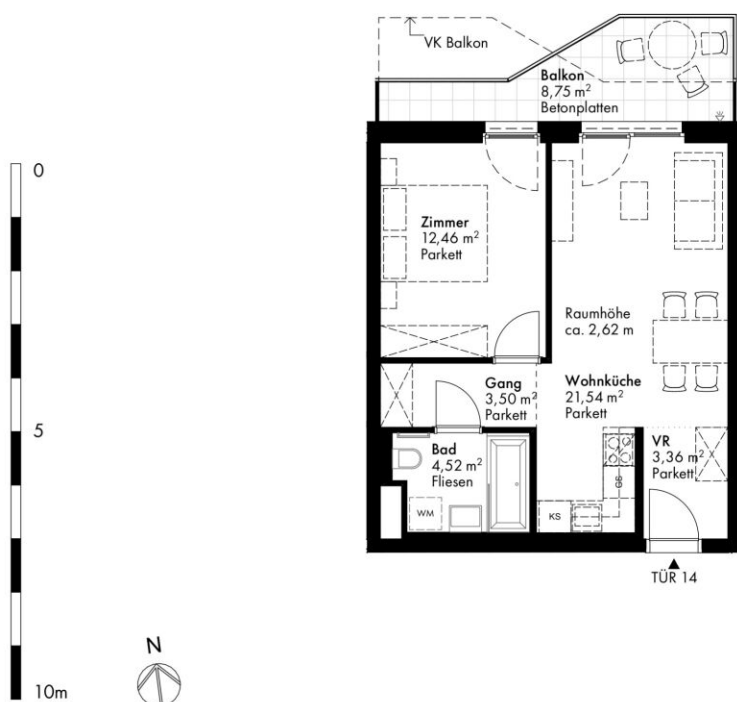 VK Balkon
Balkon
8,75 m²
Betonplatten
0
Zimmer
12,46 m²
Parkett
Raumhöhe
ca. 2,62 m
Gang
3,50 m²
Parkett
Wohnküche
21,54 m²
Parkett
5
Bad
4,52 m²
Fliesen
VR
3,36 m²
Parkett
GS
WM
KS
TÜR 14
N
10m